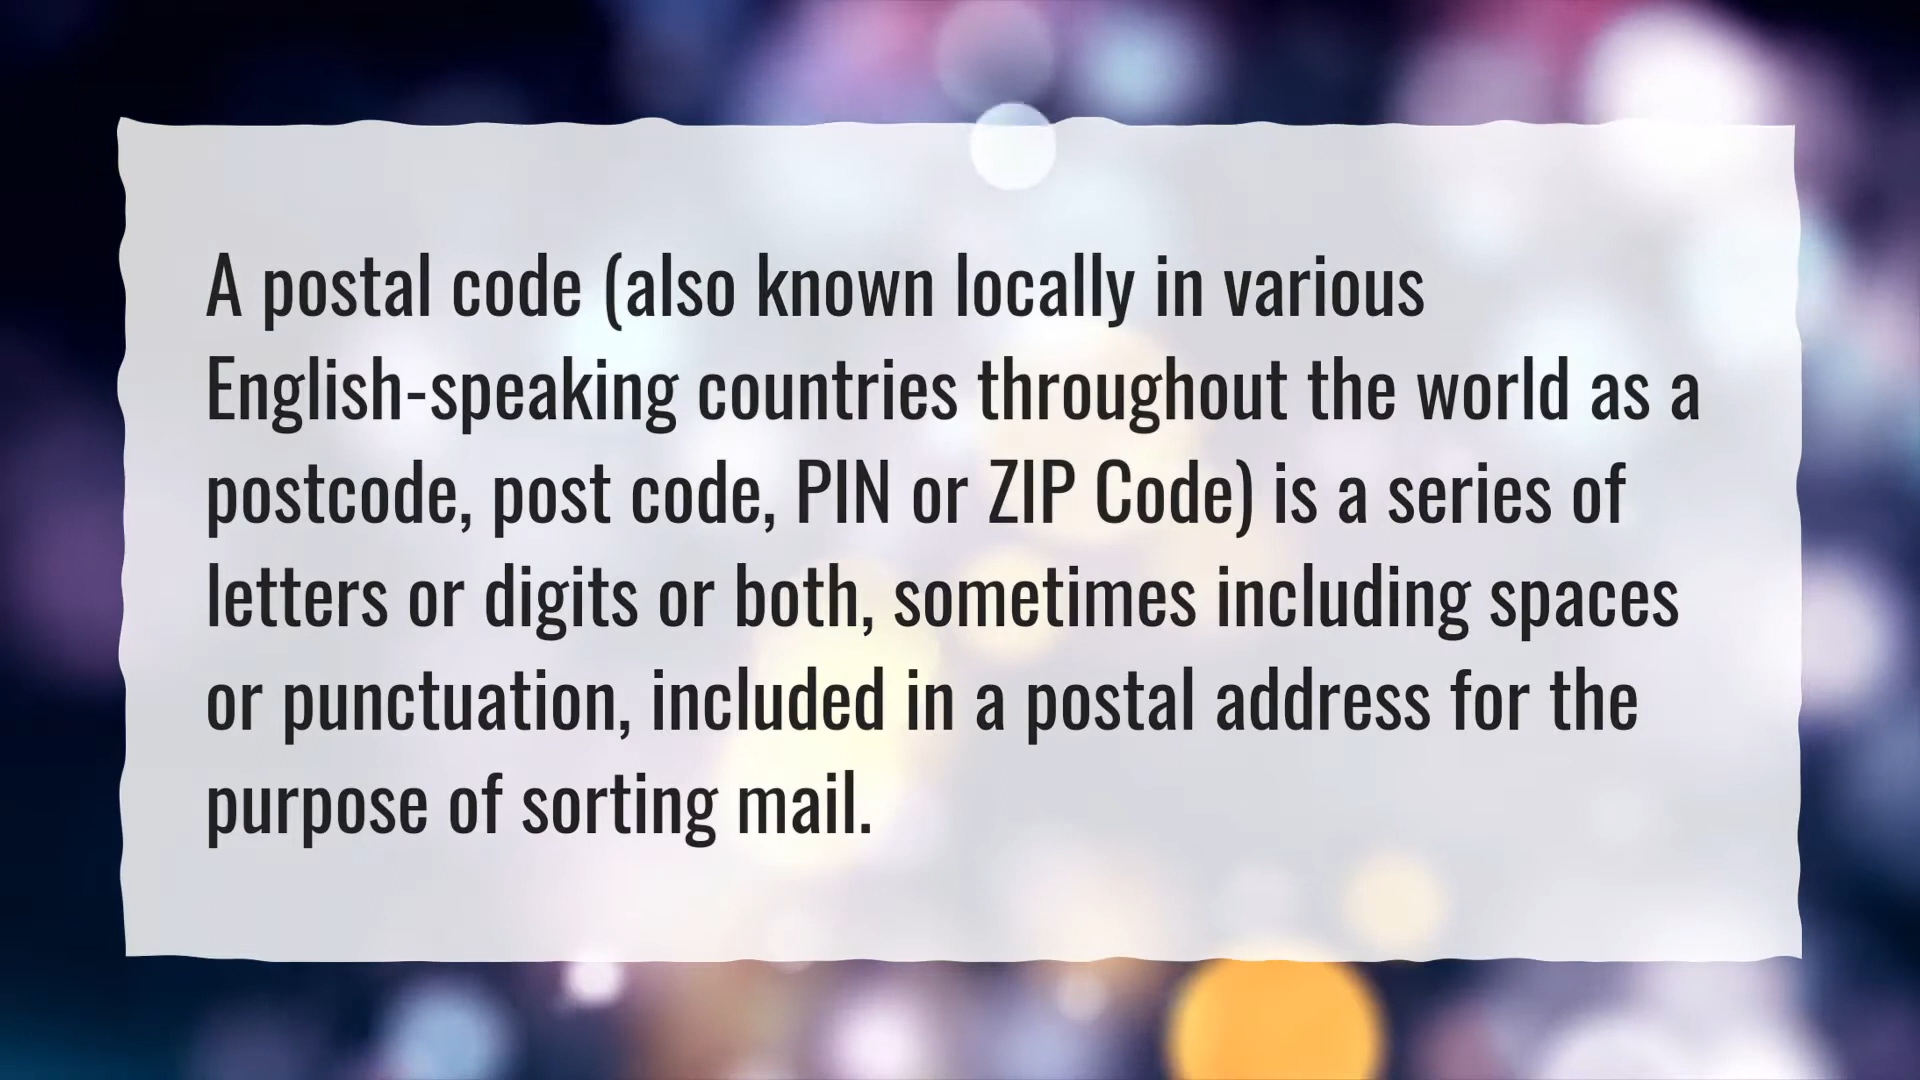 A postal code (also known locally in various
English-speaking countries throughout the world as a
postcode, post code, PIN or ZIP Code) is a series of
letters or digits or both, sometimes including spaces
or punctuation, included in a postal address for the
purpose of sorting mail.